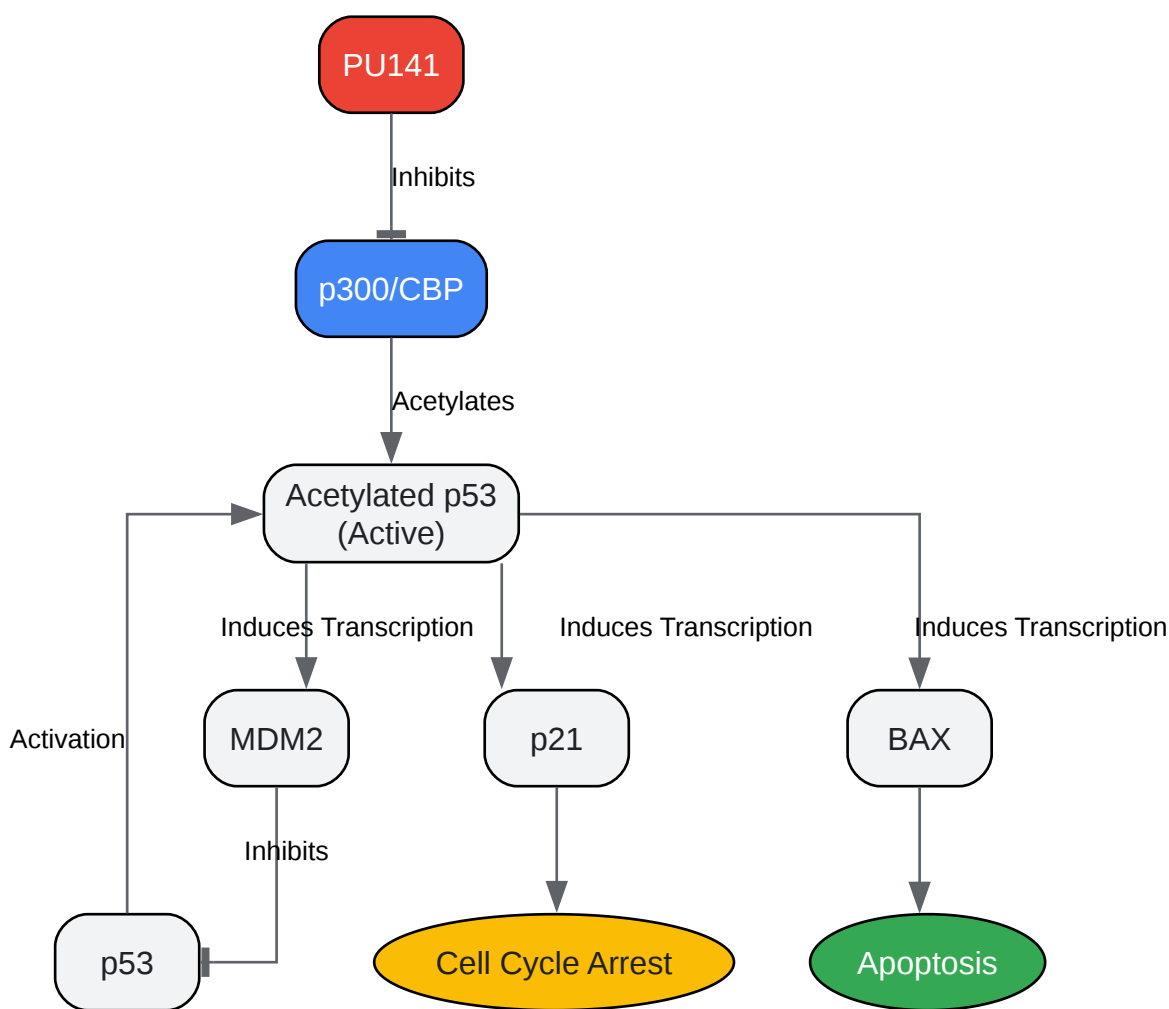 PU141
Inhibits
p300/CBP
Acetylates
Acetylated p53
(Active)
Induces Transcription
Induces Transcription
Induces Transcription
MDM2
p21
BAX
Activation
Inhibits
p53
Cell Cycle Arrest
Apoptosis